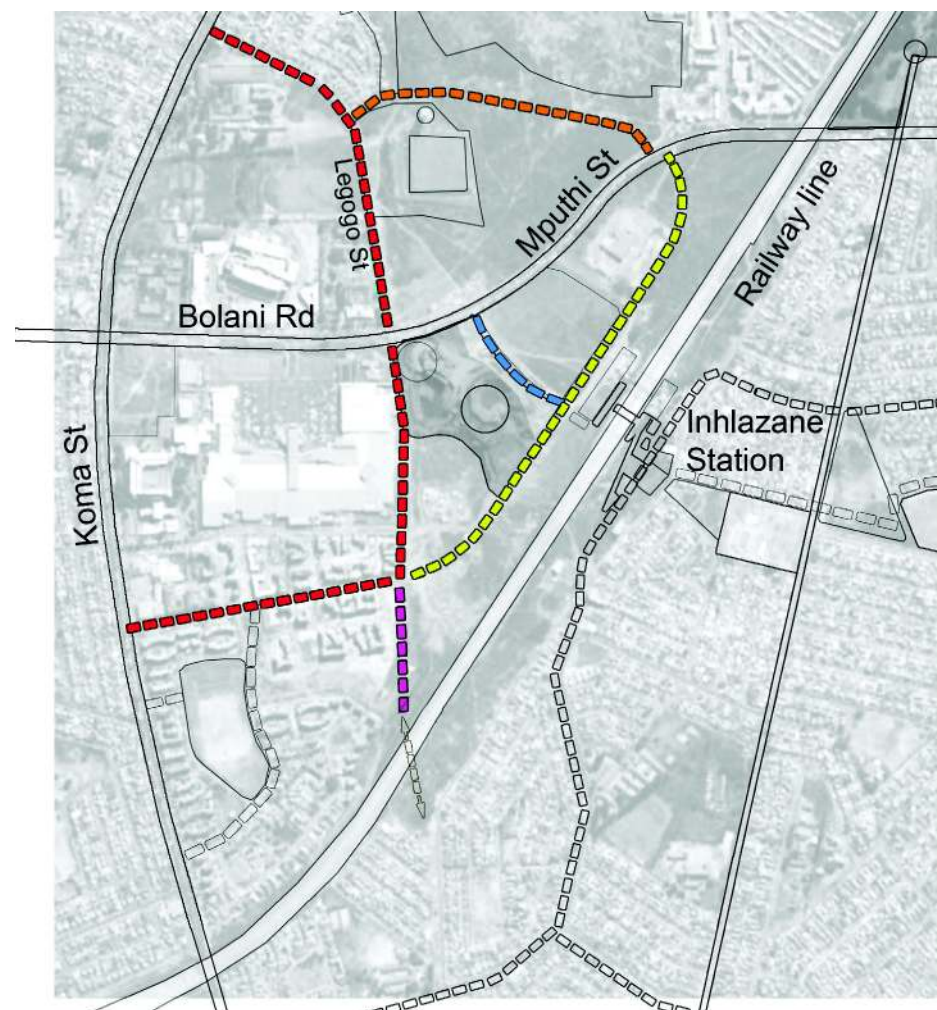 Legogo St
Mputhi St
Railway line
Bolani Rd
Koma St
Inhlazane
Station